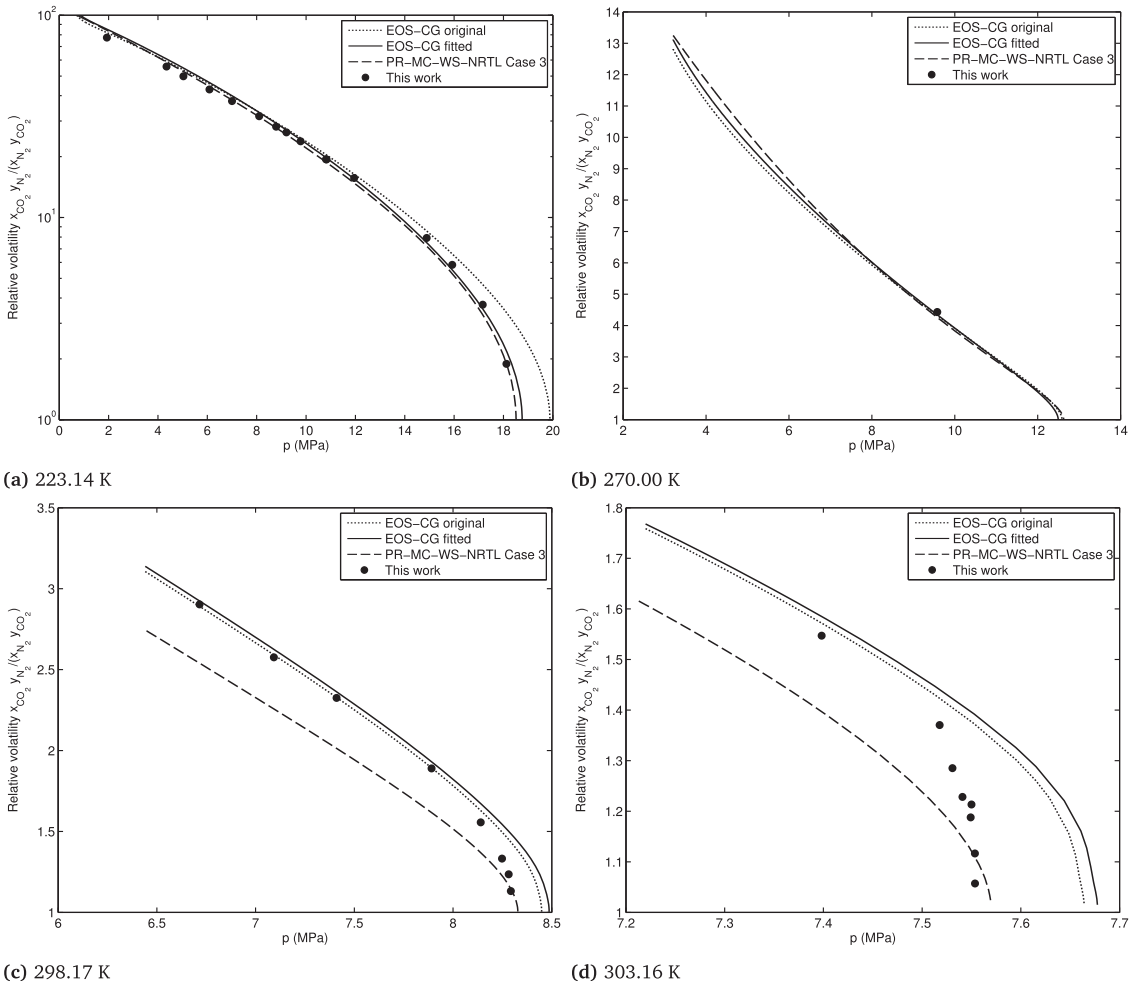 Relative volatility x_CO2 y_N2/(x_N2 y_CO2)
10^2
10^1
10^0
0 2 4 6 8 10 12 14 16 18 20
p (MPa)
EOS−CG original
EOS−CG fitted
PR−MC−WS−NRTL Case 3
This work
(a) 223.14 K
Relative volatility x_CO2 y_N2/(x_N2 y_CO2)
14
13
12
11
10
9
8
7
6
5
4
3
2
1
2 4 6 8 10 12 14
p (MPa)
EOS−CG original
EOS−CG fitted
PR−MC−WS−NRTL Case 3
This work
(b) 270.00 K
Relative volatility x_CO2 y_N2/(x_N2 y_CO2)
3.5
3
2.5
2
1.5
1
6 6.5 7 7.5 8 8.5
p (MPa)
EOS−CG original
EOS−CG fitted
PR−MC−WS−NRTL Case 3
This work
(c) 298.17 K
Relative volatility x_CO2 y_N2/(x_N2 y_CO2)
1.8
1.7
1.6
1.5
1.4
1.3
1.2
1.1
1
7.2 7.3 7.4 7.5 7.6 7.7
p (MPa)
EOS−CG original
EOS−CG fitted
PR−MC−WS−NRTL Case 3
This work
(d) 303.16 K